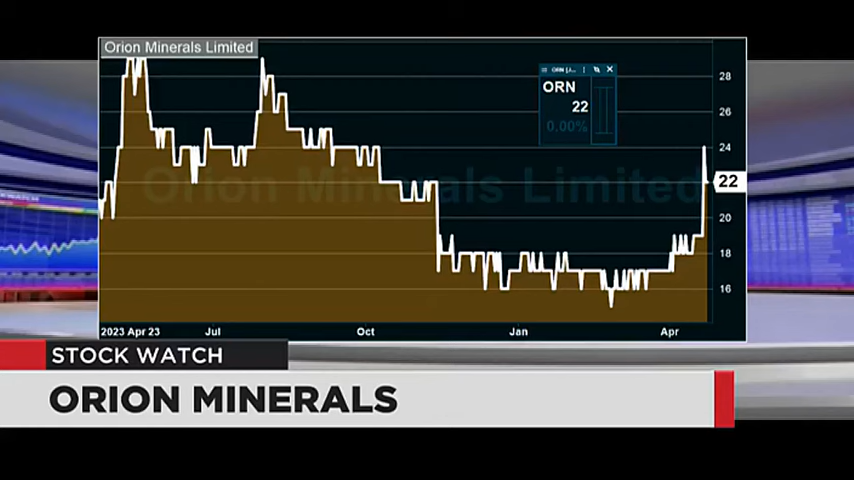 Orion Minerals Limited
ORN
22
0.00%
Orion Minerals Limited
28
26
24
22
20
18
16
2023 Apr 23 Jul Oct Jan Apr
STOCK WATCH
ORION MINERALS